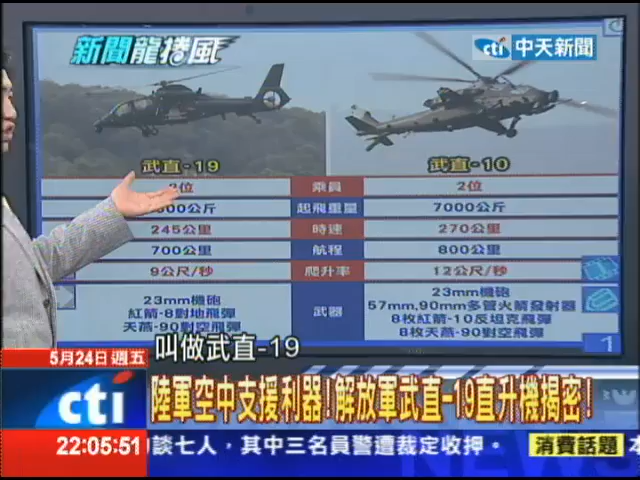 新聞龍捲風
cti 中天新聞
武直-19
武直-10
2位 乘員 2位
00公斤 起飛重量 7000公斤
245公里 時速 270公里
700公里 航程 800公里
9公尺/秒 爬升率 12公尺/秒
23mm機砲
紅箭-8對地飛彈
天燕-90對空飛彈
武器
23mm機砲
57mm,90mm多管火箭發射器
8枚紅箭-10反坦克飛彈
8枚天燕-90對空飛彈
1
叫做武直-19
5月24日 週五
陸軍空中支援利器!解放軍武直-19直升機揭密!
cti
22:05:51
約談七人，其中三名員警遭裁定收押。
消費話題
本
NEWS